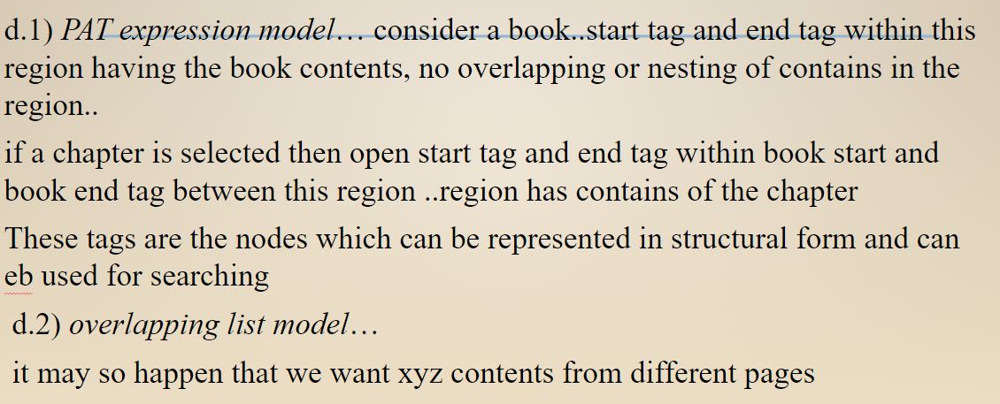 d.1) PAT expression model... consider a book..start tag and end tag within this
region having the book contents, no overlapping or nesting of contains in the
region..
if a chapter is selected then open start tag and end tag within book start and
book end tag between this region ..region has contains of the chapter
These tags are the nodes which can be represented in structural form and can
eb used for searching
d.2) overlapping list model...
it may so happen that we want xyz contents from different pages